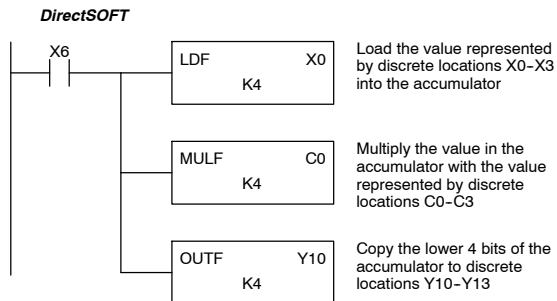 DirectSOFT
X6
LDF X0
K4
Load the value represented
by discrete locations X0-X3
into the accumulator
MULF C0
K4
Multiply the value in the
accumulator with the value
represented by discrete
locations C0-C3
OUTF Y10
K4
Copy the lower 4 bits of the
accumulator to discrete
locations Y10-Y13